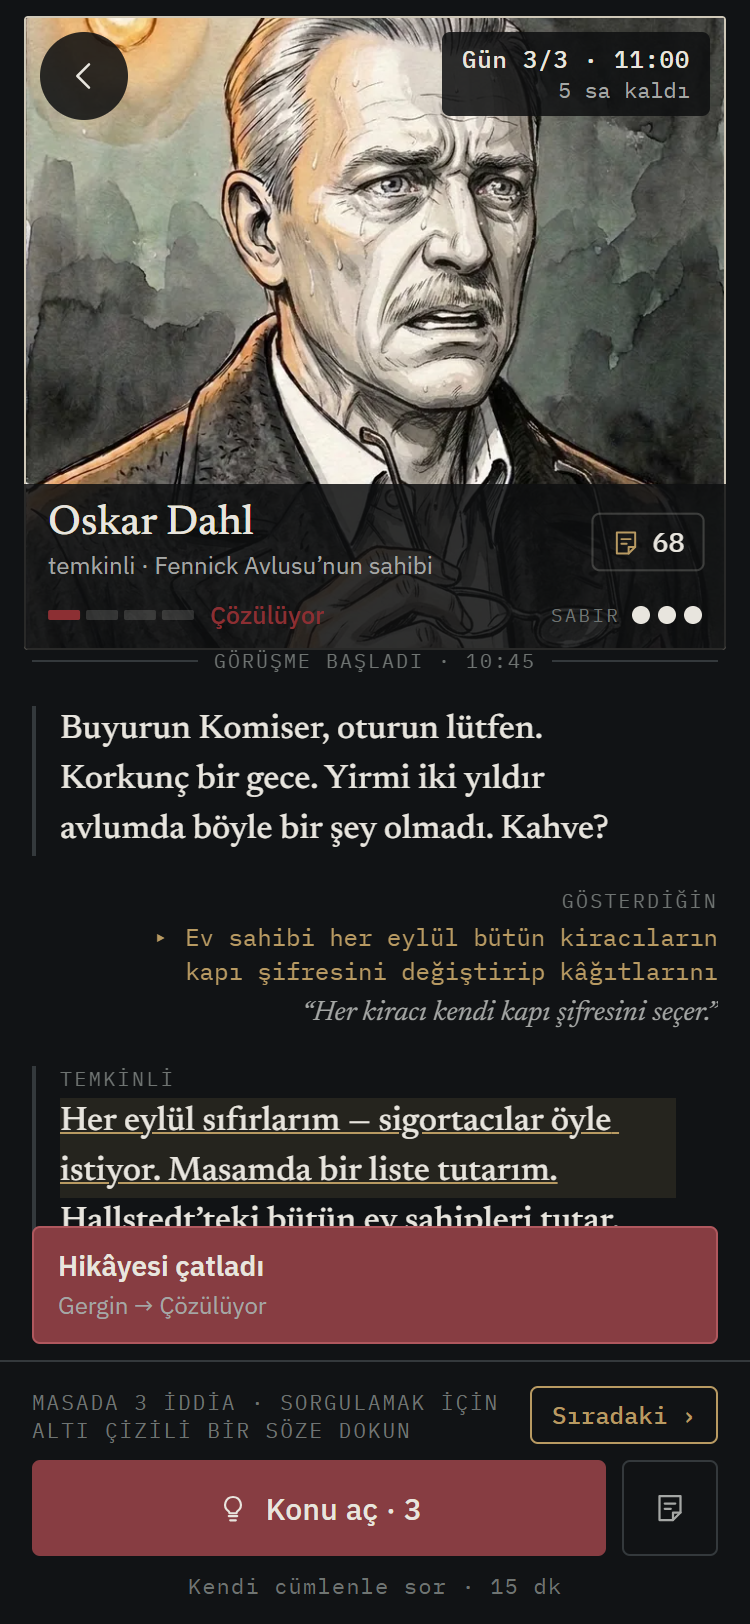 Gün 3/3 · 11:00
5 sa kaldı
Oskar Dahl
temkinli · Fennick Avlusu’nun sahibi
68
Çözülüyor
SABIR
GÖRÜŞME BAŞLADI · 10:45
Buyurun Komiser, oturun lütfen.
Korkunç bir gece. Yirmi iki yıldır
avlumda böyle bir şey olmadı. Kahve?
GÖSTERDİĞİN
▸ Ev sahibi her eylül bütün kiracıların
kapı şifresini değiştirip kâğıtlarını
“Her kiracı kendi kapı şifresini seçer.”
TEMKİNLİ
Her eylül sıfırlarım — sigortacılar öyle
istiyor. Masamda bir liste tutarım.
Hallstedt’teki bütün ev sahipleri tutar.
Hikâyesi çatladı
Gergin → Çözülüyor
MASADA 3 İDDİA · SORGULAMAK İÇİN
ALTI ÇİZİLİ BİR SÖZE DOKUN
Sıradaki ›
Konu aç · 3
Kendi cümlenle sor · 15 dk